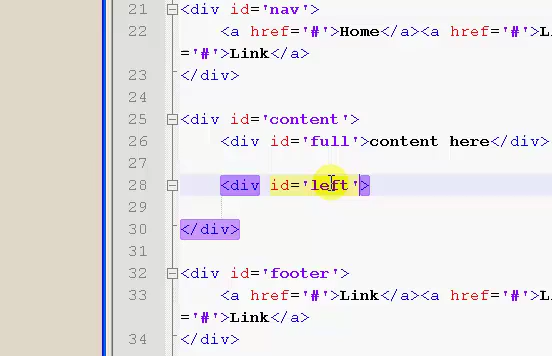 21 <div id='nav'>
22 <a href='#'>Home</a><a href='#'>Li
='#'>Link</a>
23 </div>
24
25 <div id='content'>
26 <div id='full'>content here</div>
27
28 <div id='left'>
29
30 </div>
31
32 <div id='footer'>
33 <a href='#'>Link</a><a href='#'>Li
='#'>Link</a>
34 </div>